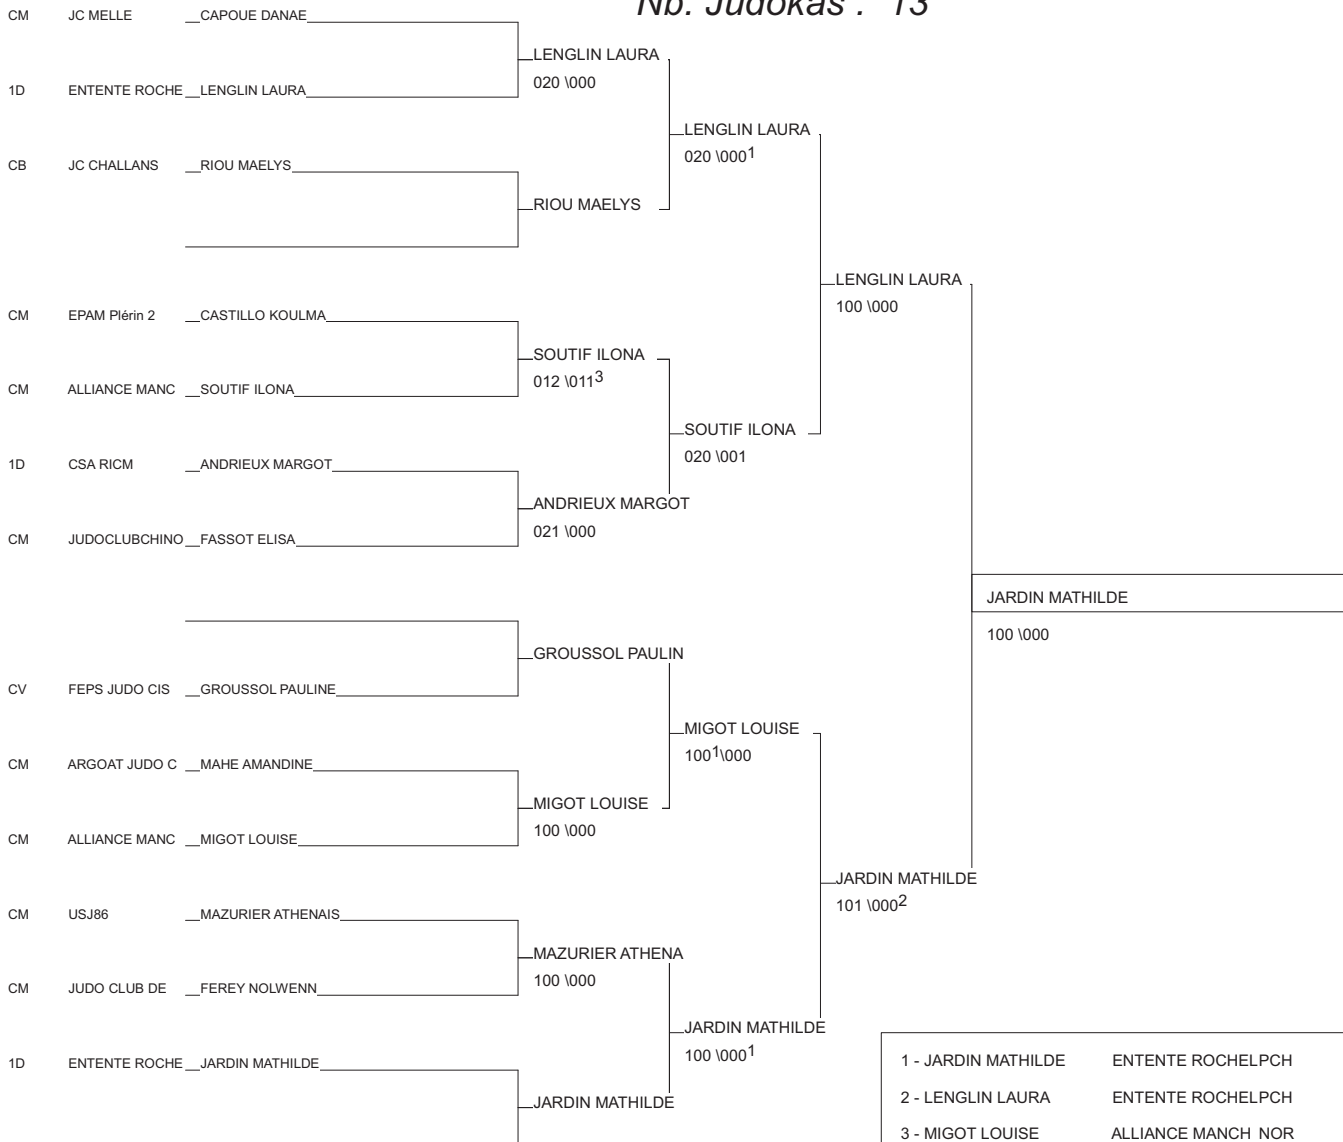 Nb. Judokas : 13
CM JC MELLE CAPOUE DANAE
LENGLIN LAURA
020 \000
1D ENTENTE ROCHE LENGLIN LAURA
LENGLIN LAURA
020 \000 1
CB JC CHALLANS RIOU MAELYS
RIOU MAELYS
LENGLIN LAURA
100 \000
CM EPAM Plérin 2 CASTILLO KOULMA
SOUTIF ILONA
012 \011 3
CM ALLIANCE MANC SOUTIF ILONA
SOUTIF ILONA
020 \001
1D CSA RICM ANDRIEUX MARGOT
ANDRIEUX MARGOT
021 \000
CM JUDOCLUBCHINO FASSOT ELISA
JARDIN MATHILDE
100 \000
GROUSSOL PAULIN
CV FEPS JUDO CIS GROUSSOL PAULINE
MIGOT LOUISE
100 1 \000
CM ARGOAT JUDO C MAHE AMANDINE
MIGOT LOUISE
100 \000
CM ALLIANCE MANC MIGOT LOUISE
JARDIN MATHILDE
101 \000 2
CM USJ86 MAZURIER ATHENAIS
MAZURIER ATHENA
100 \000
CM JUDO CLUB DE FEREY NOLWENN
JARDIN MATHILDE
100 \000 1
1D ENTENTE ROCHE JARDIN MATHILDE
JARDIN MATHILDE
1 - JARDIN MATHILDE ENTENTE ROCHELPCH
2 - LENGLIN LAURA ENTENTE ROCHELPCH
3 - MIGOT LOUISE ALLIANCE MANCH NOR